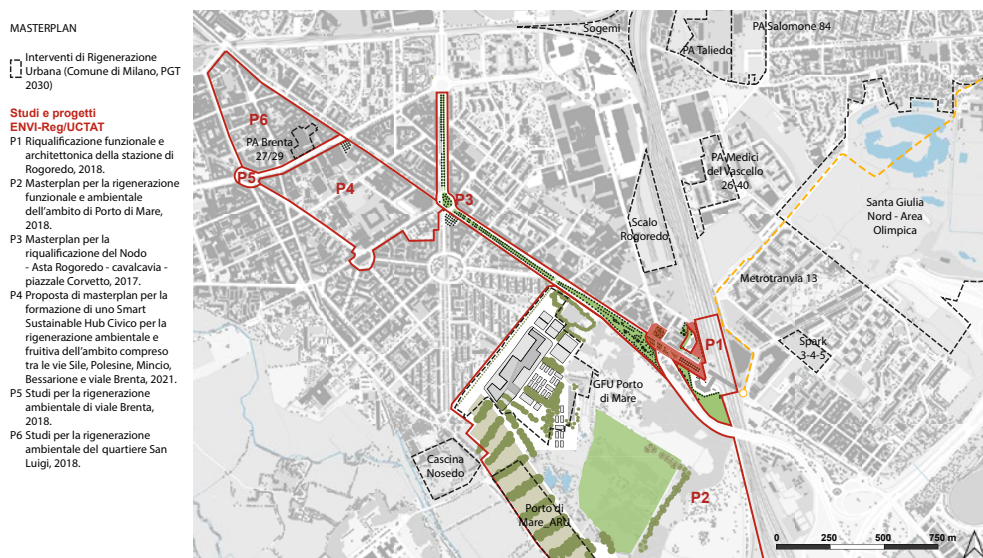 MASTERPLAN
Interventi di Rigenerazione
Urbana (Comune di Milano, PGT
2030)
Studi e progetti
ENVI-Reg/UCTAT
P1 Riqualificazione funzionale e
architettonica della stazione di
Rogoredo, 2018.
P2 Masterplan per la rigenerazione
funzionale e ambientale
dell'ambito di Porto di Mare,
2018.
P3 Masterplan per la
riqualificazione del Nodo
- Asta Rogoredo - cavalcavia -
piazzale Corvetto, 2017.
P4 Proposta di masterplan per la
formazione di uno Smart
Sustainable Hub Civico per la
rigenerazione ambientale e
fruitiva dell'ambito compreso
tra le vie Sile, Polesine, Mincio,
Bessarione e viale Brenta, 2021.
P5 Studi per la rigenerazione
ambientale di viale Brenta,
2018.
P6 Studi per la rigenerazione
ambientale del quartiere San
Luigi, 2018.
Sogemi
PA Salomone 84
PA Taliedo
P6
PA Brenta
27/29
P5
P4
P3
PA Medici
del Vascello
26-40
Scalo
Rogoredo
Santa Giulia
Nord - Area
Olimpica
Metrotranvia 13
P1
Spark
3-4-5
GFU Porto
di Mare
Cascina
Nosedo
P2
Porto di
Mare_ARU
0 250 500 750 m